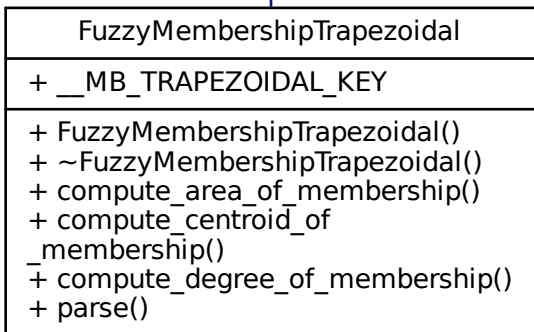 FuzzyMembershipTrapezoidal
+ __MB_TRAPEZOIDAL_KEY
+ FuzzyMembershipTrapezoidal()
+ ~FuzzyMembershipTrapezoidal()
+ compute_area_of_membership()
+ compute_centroid_of
_membership()
+ compute_degree_of_membership()
+ parse()